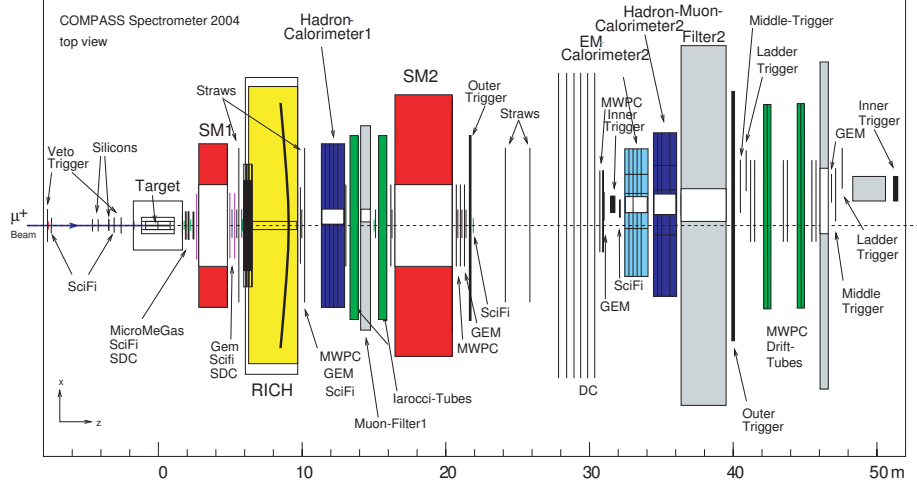 COMPASS Spectrometer 2004
top view
Hadron-
Calorimeter1
Hadron-Muon-
Calorimeter2
Filter2
Middle-Trigger
EM
Calorimeter2
Ladder
Trigger
SM2
Outer
Trigger
Straws
Straws
MWPC
Inner
Trigger
Inner
Trigger
GEM
SM1
RICH
Veto
Trigger
Silicons
Target
μ+
Beam
SciFi
MicroMeGas
SciFi
SDC
Gem
Scifi
SDC
RICH
MWPC
GEM
SciFi
Iarocci-Tubes
Muon-Filter1
SciFi
GEM
MWPC
DC
SciFi
GEM
MWPC
Drift-
Tubes
Outer
Trigger
Ladder
Trigger
Middle
Trigger
x
z
0
10
20
30
40
50 m